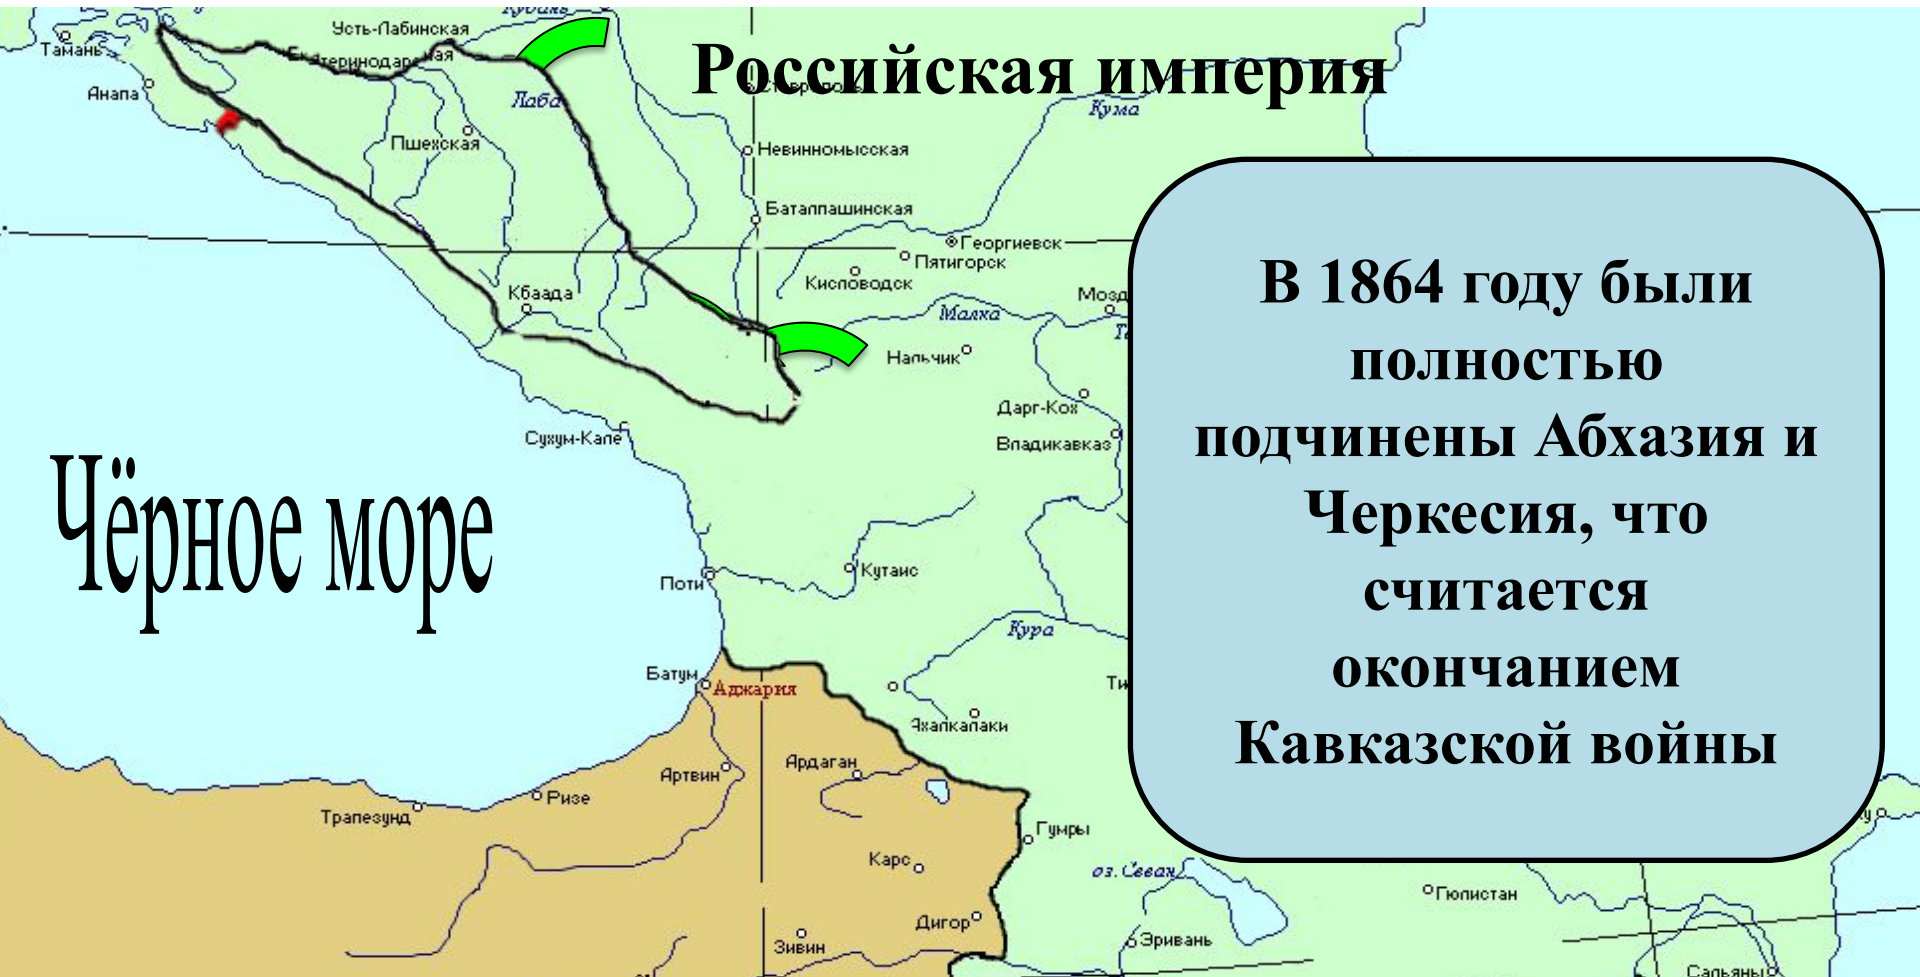 Кубань
Усть-Лабинская
Тамань
Российская империя
Анапа
Лаба
Кума
Пшехская
Невинномысская
Баталпашинская
Георгиевск
Пятигорск
Кисловодск
Кбаада
Малка
Нальчик
Дарг-Кох
Владикавказ
Сухум-Кале
В 1864 году были
полностью
подчинены Абхазия и
Черкесия, что
считается
окончанием
Кавказской войны
Чёрное море
Поти
Кутаис
Кура
Батум
Аджария
Ахалкалаки
Артвин
Ардаган
Ризе
Трапезунд
Гумры
Карс
оз. Севан
Гюлистан
Дигор
Зивин
Эривань
Сальяны